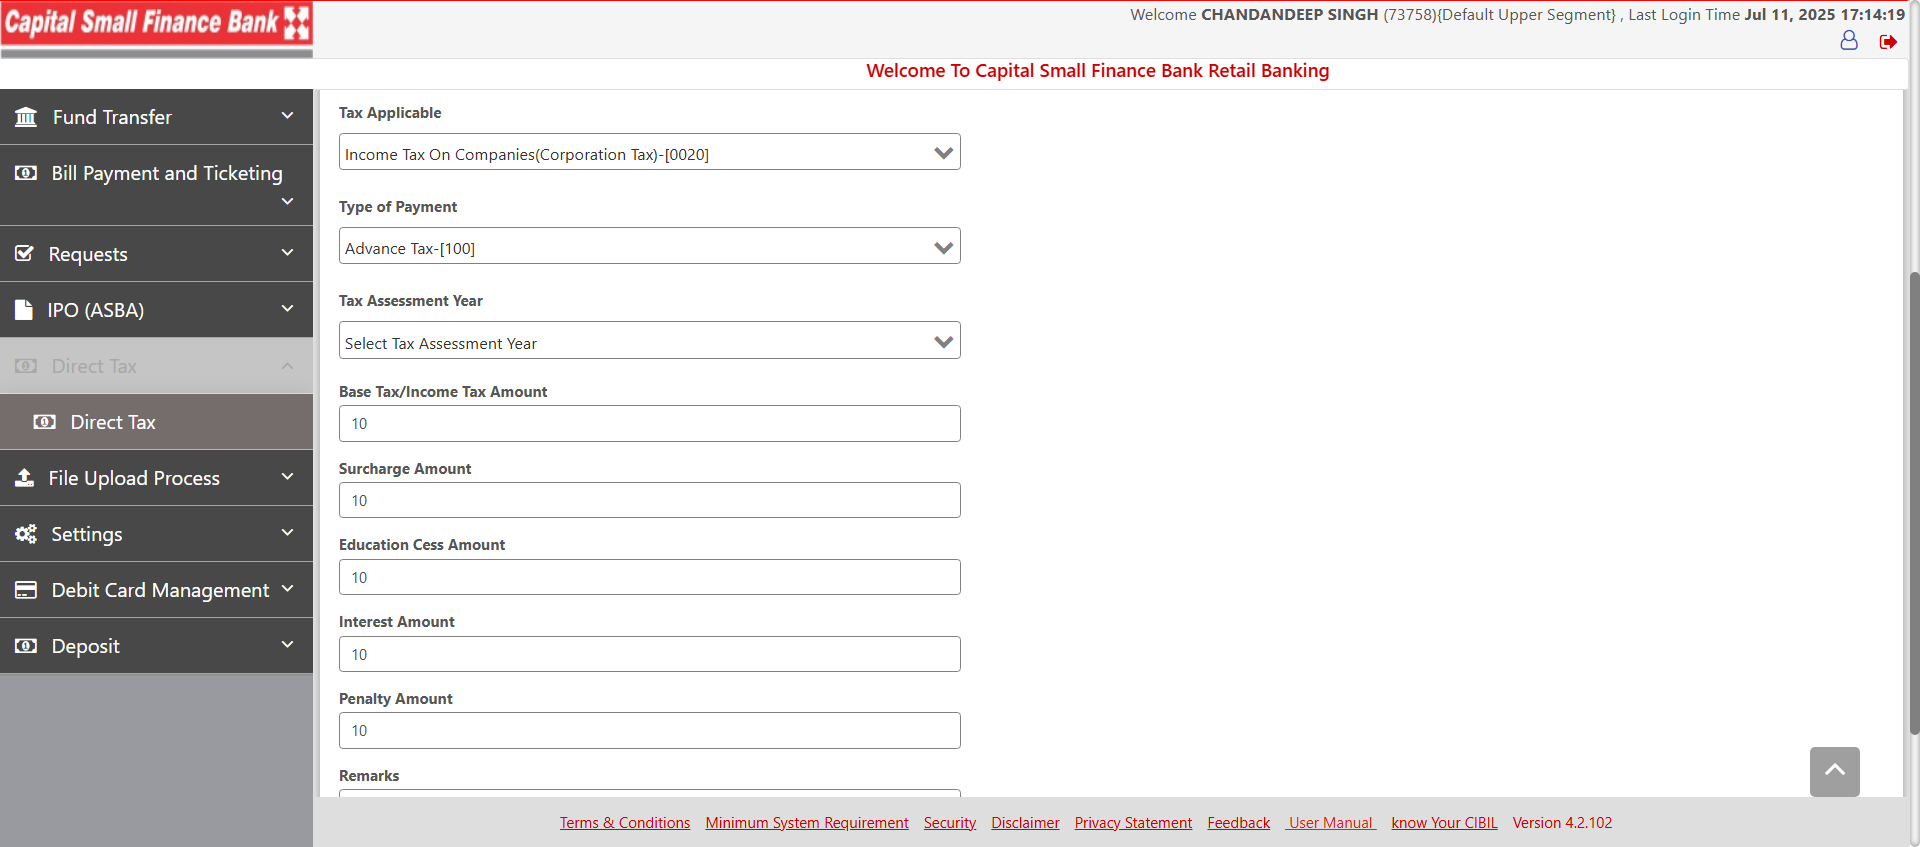 Capital Small Finance Bank
Welcome CHANDANDEEP SINGH (73758){Default Upper Segment} , Last Login Time Jul 11, 2025 17:14:19
Welcome To Capital Small Finance Bank Retail Banking
Fund Transfer
Bill Payment and Ticketing
Requests
IPO (ASBA)
Direct Tax
Direct Tax
File Upload Process
Settings
Debit Card Management
Deposit
Tax Applicable
Income Tax On Companies(Corporation Tax)-[0020]
Type of Payment
Advance Tax-[100]
Tax Assessment Year
Select Tax Assessment Year
Base Tax/Income Tax Amount
10
Surcharge Amount
10
Education Cess Amount
10
Interest Amount
10
Penalty Amount
10
Remarks
Terms & Conditions Minimum System Requirement Security Disclaimer Privacy Statement Feedback User Manual know Your CIBIL Version 4.2.102